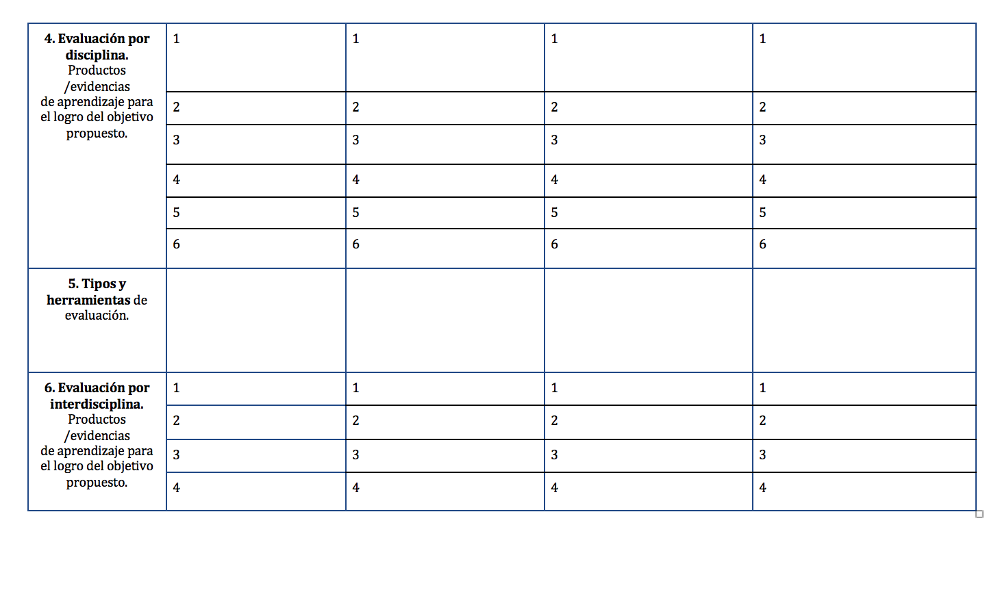 4. Evaluación por
disciplina.
Productos
/evidencias
de aprendizaje para
el logro del objetivo
propuesto.
1 1 1 1
2 2 2 2
3 3 3 3
4 4 4 4
5 5 5 5
6 6 6 6
5. Tipos y
herramientas de
evaluación.
6. Evaluación por
interdisciplina.
Productos
/evidencias
de aprendizaje para
el logro del objetivo
propuesto.
1 1 1 1
2 2 2 2
3 3 3 3
4 4 4 4